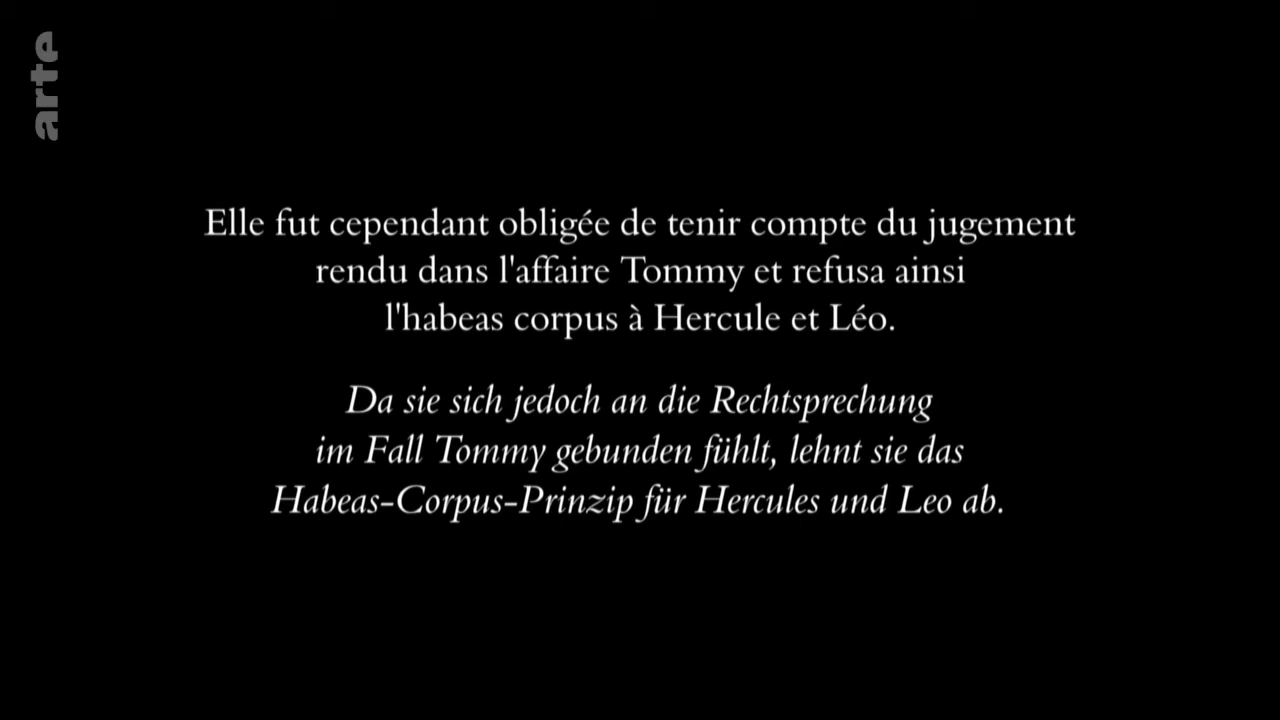 arte
Elle fut cependant obligée de tenir compte du jugement
rendu dans l'affaire Tommy et refusa ainsi
l'habeas corpus à Hercule et Léo.
Da sie sich jedoch an die Rechtsprechung
im Fall Tommy gebunden fühlt, lehnt sie das
Habeas-Corpus-Prinzip für Hercules und Leo ab.